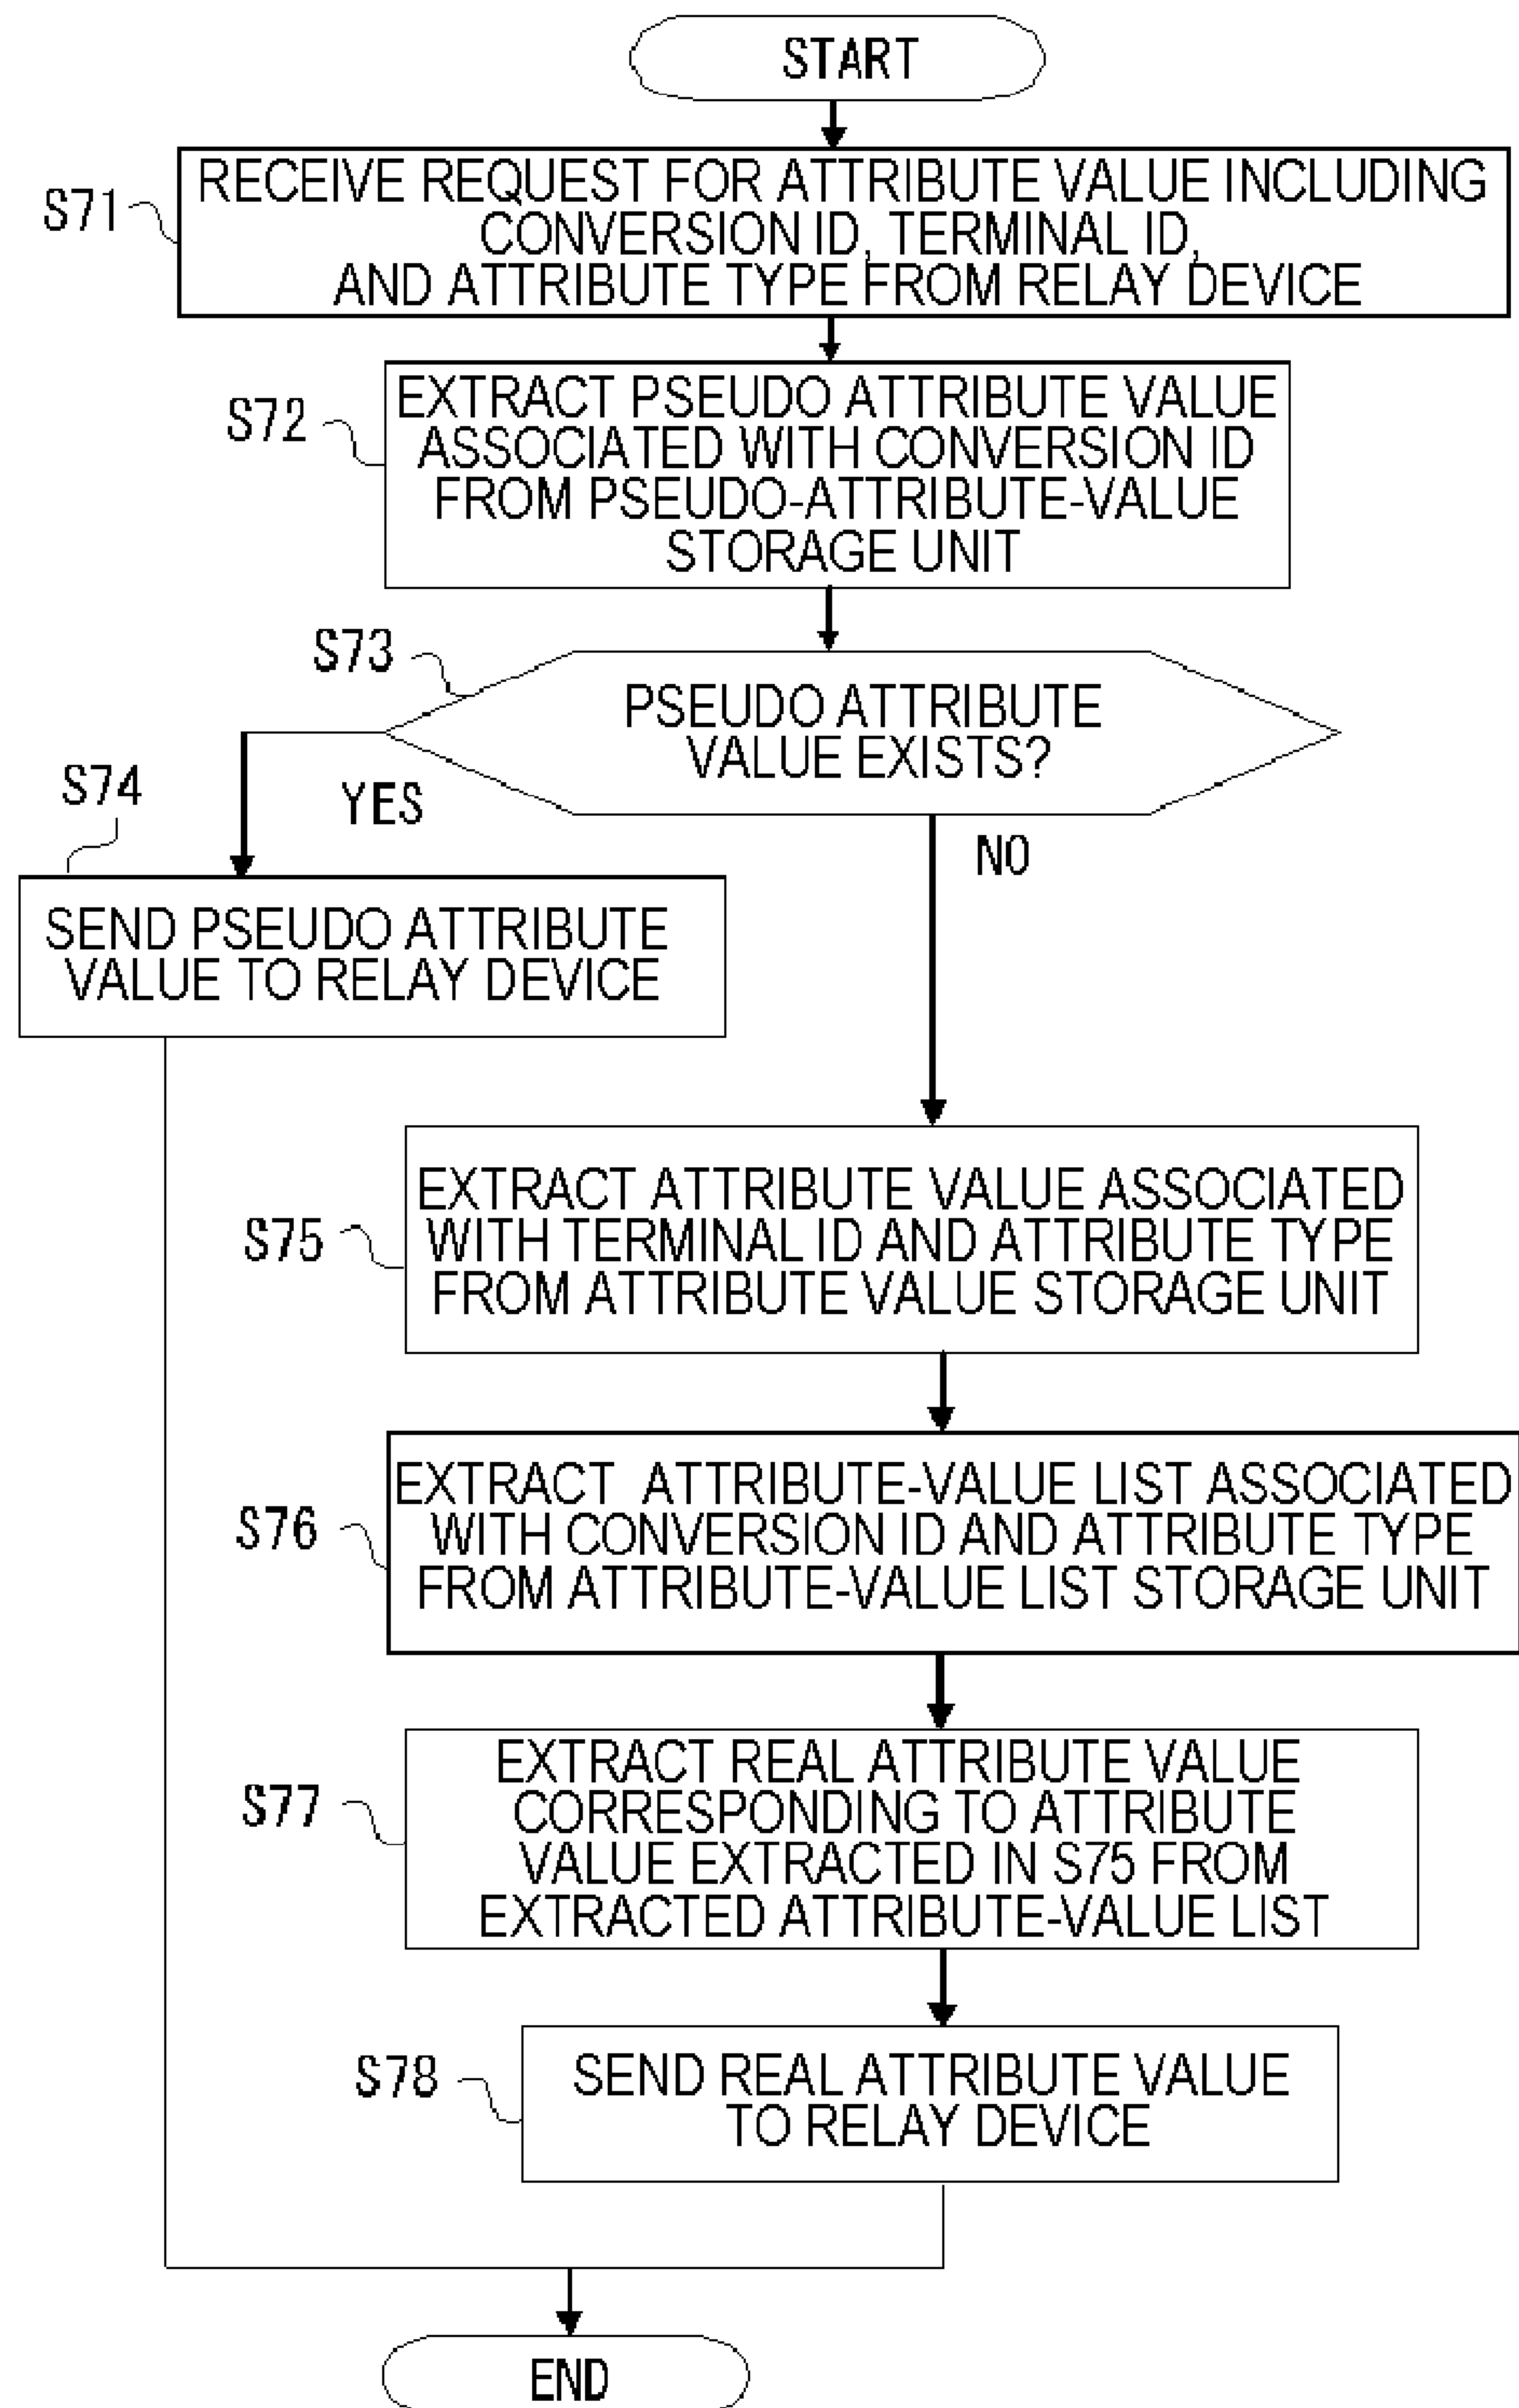 START
S71
RECEIVE REQUEST FOR ATTRIBUTE VALUE INCLUDING
CONVERSION ID, TERMINAL ID,
AND ATTRIBUTE TYPE FROM RELAY DEVICE
S72
EXTRACT PSEUDO ATTRIBUTE VALUE
ASSOCIATED WITH CONVERSION ID
FROM PSEUDO-ATTRIBUTE-VALUE
STORAGE UNIT
S73
PSEUDO ATTRIBUTE
VALUE EXISTS?
YES
NO
S74
SEND PSEUDO ATTRIBUTE
VALUE TO RELAY DEVICE
S75
EXTRACT ATTRIBUTE VALUE ASSOCIATED
WITH TERMINAL ID AND ATTRIBUTE TYPE
FROM ATTRIBUTE VALUE STORAGE UNIT
S76
EXTRACT ATTRIBUTE-VALUE LIST ASSOCIATED
WITH CONVERSION ID AND ATTRIBUTE TYPE
FROM ATTRIBUTE-VALUE LIST STORAGE UNIT
S77
EXTRACT REAL ATTRIBUTE VALUE
CORRESPONDING TO ATTRIBUTE
VALUE EXTRACTED IN S75 FROM
EXTRACTED ATTRIBUTE-VALUE LIST
S78
SEND REAL ATTRIBUTE VALUE
TO RELAY DEVICE
END